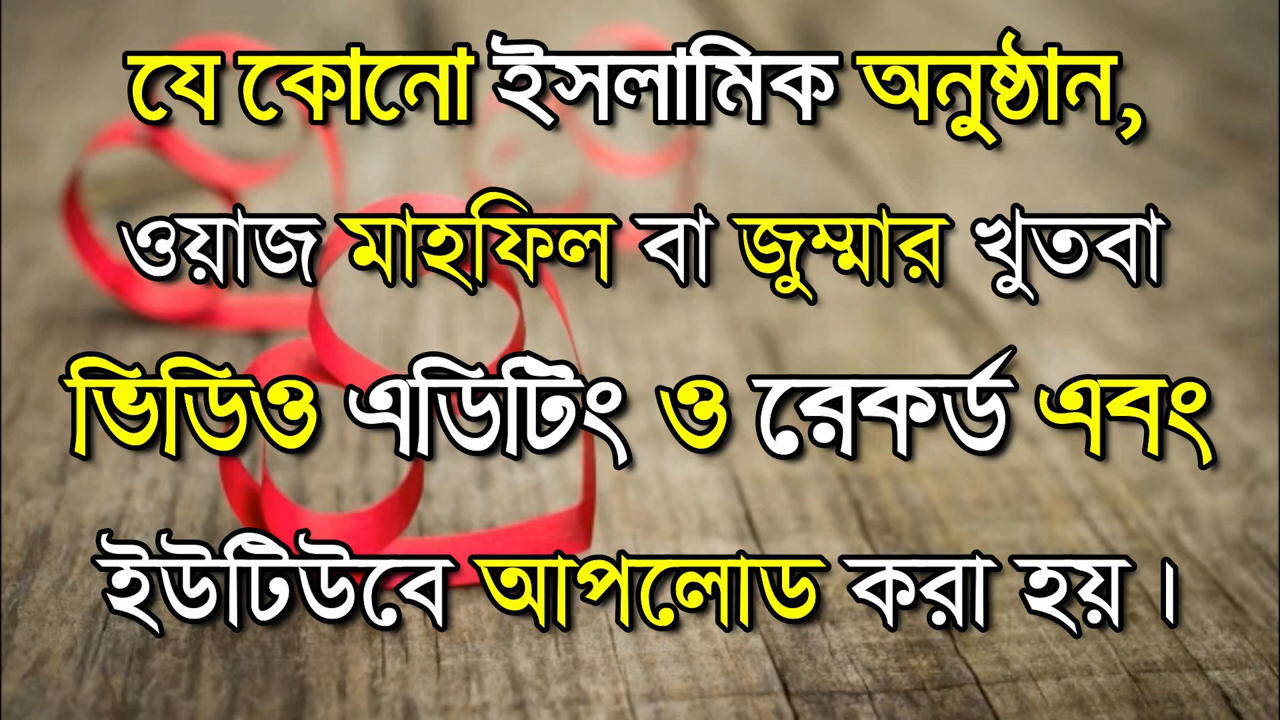 যে কোনো ইসলামিক অনুষ্ঠান,
ওয়াজ মাহফিল বা জুম্মার খুতবা
ভিডিও এডিটিং ও রেকর্ড এবং
ইউটিউবে আপলোড করা হয়।